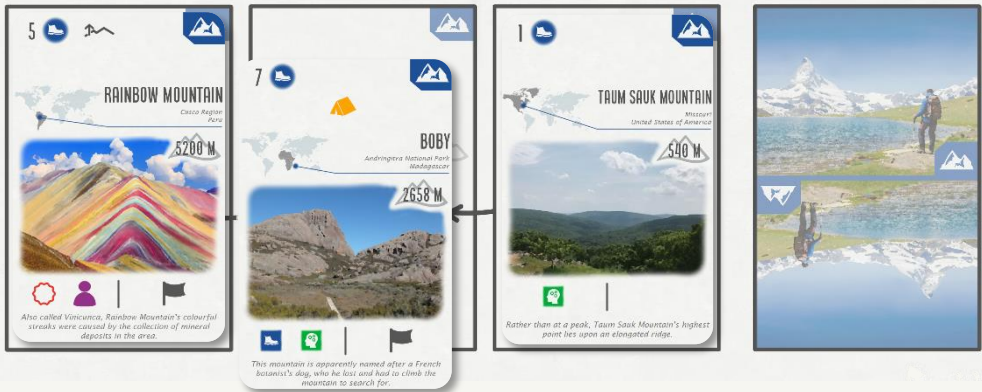 5
RAINBOW MOUNTAIN
Cusco Region
Peru
5200 M
Also called Vinicunca, Rainbow Mountain's colourful
streaks were caused by the collection of mineral
deposits in the area.
7
BOBY
Andringitra National Park
Madagascar
2658 M
This mountain is apparently named after a French
botanist's dog, who he lost and had to climb the
mountain to search for.
1
TAUM SAUK MOUNTAIN
Missouri
United States of America
540 M
Rather than at a peak, Taum Sauk Mountain's highest
point lies upon an elongated ridge.